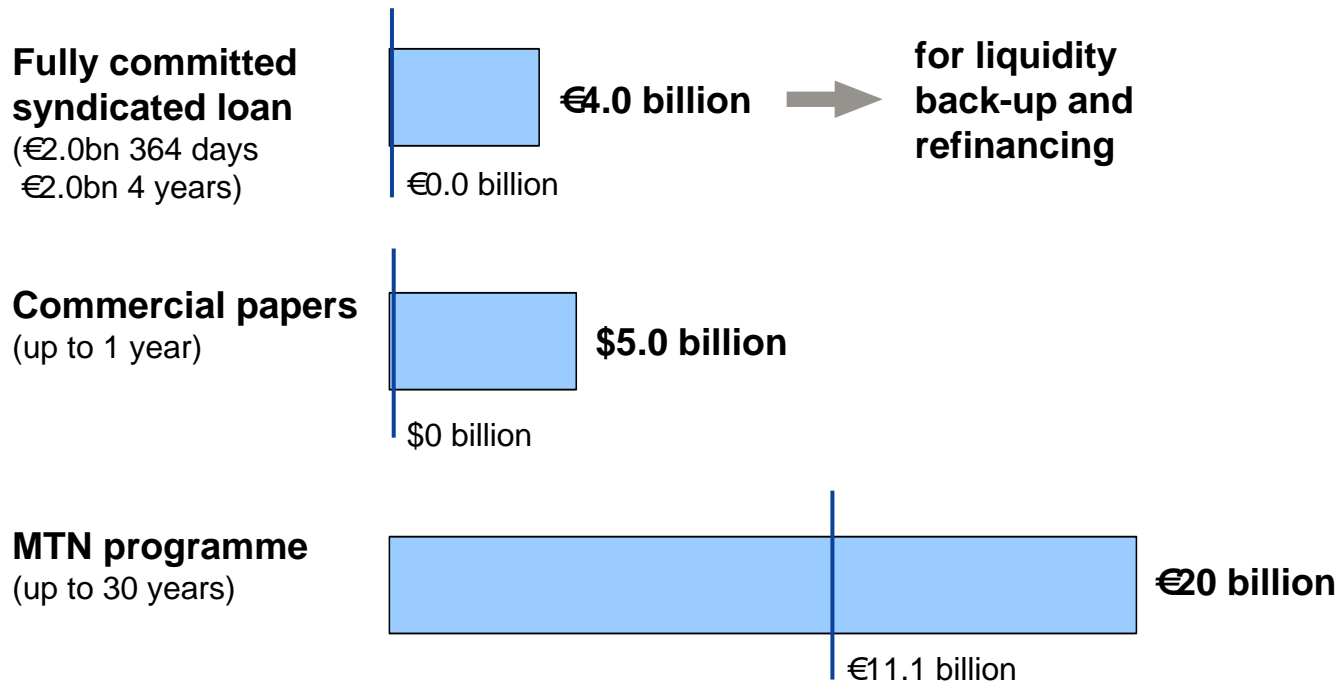 Fully committed
syndicated loan
(€2.0bn 364 days
€2.0bn 4 years)
€4.0 billion
for liquidity
back-up and
refinancing
€0.0 billion
Commercial papers
(up to 1 year)
$5.0 billion
$0 billion
MTN programme
(up to 30 years)
€20 billion
€11.1 billion